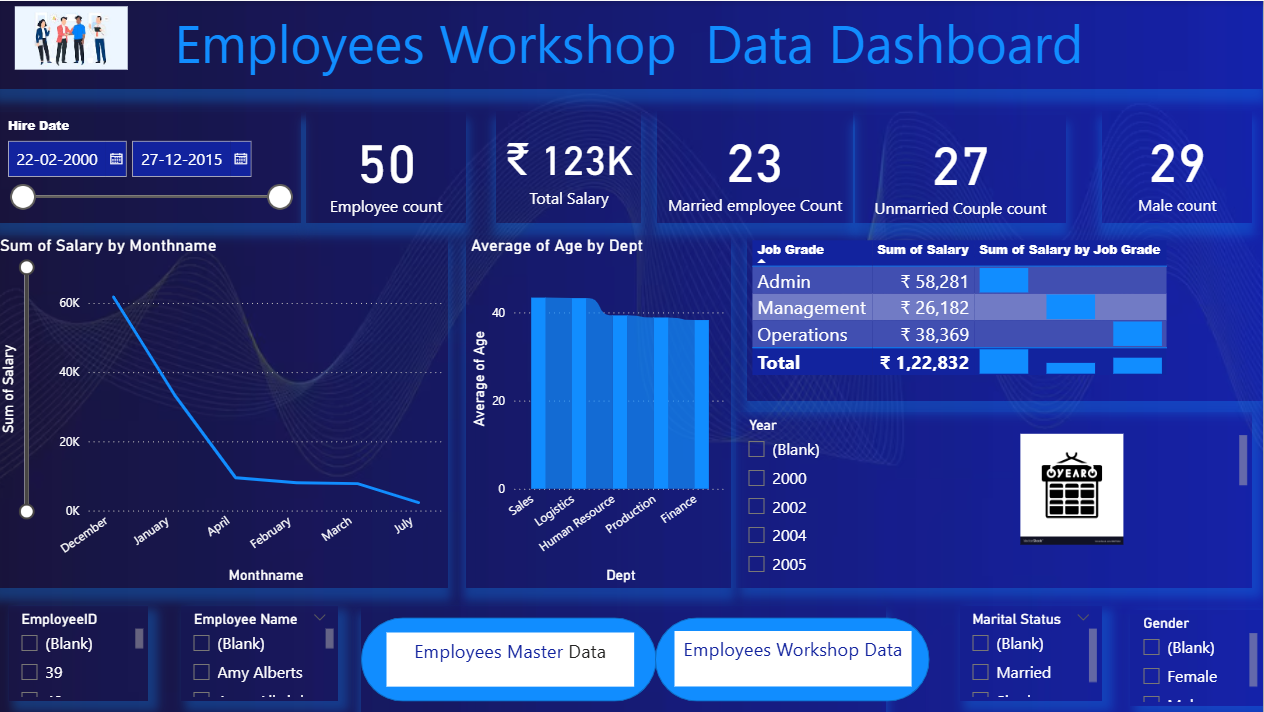 Employees Workshop  Data Dashboard
Hire Date
22-02-2000
27-12-2015
50
Employee count
₹ 123K
Total Salary
23
Married employee Count
27
Unmarried Couple count
29
Male count
Sum of Salary by Monthname
Sum of Salary
60K
40K
20K
0K
December
January
April
February
March
July
Monthname
Average of Age by Dept
Average of Age
40
20
0
Sales
Logistics
Human Resource
Production
Finance
Dept
Job Grade Sum of Salary Sum of Salary by Job Grade
Admin ₹ 58,281
Management ₹ 26,182
Operations ₹ 38,369
Total ₹ 1,22,832
Year
(Blank)
2000
2002
2004
2005
YEAR
EmployeeID
(Blank)
39
Employee Name
(Blank)
Amy Alberts
Employees Master Data
Employees Workshop Data
Marital Status
(Blank)
Married
Gender
(Blank)
Female